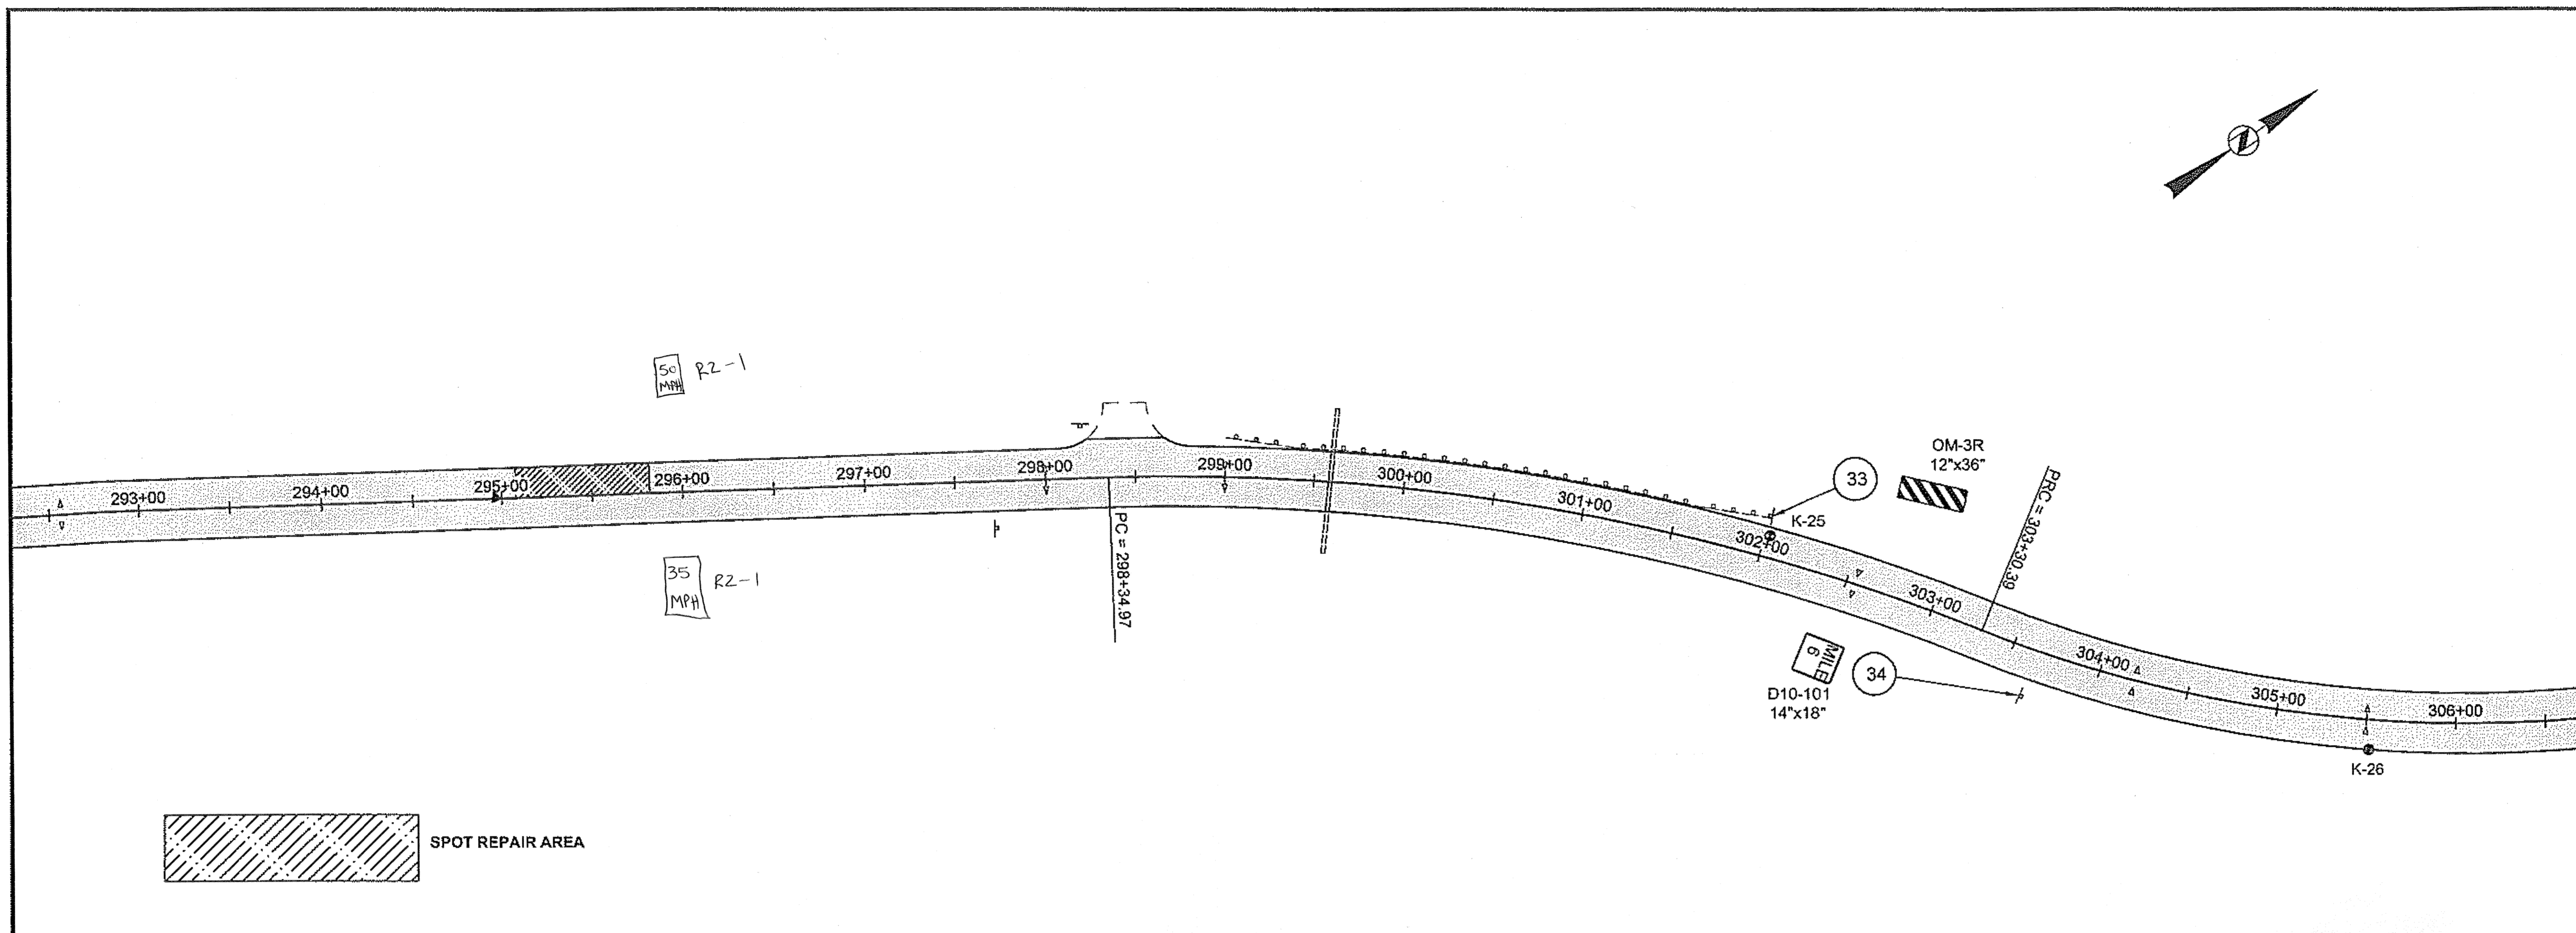 N
50
MPH
R2-1
OM-3R
12"x36"
33
PRC = 303+30.39
K-25
293+00
294+00
295+00
296+00
297+00
298+00
299+00
300+00
301+00
302+00
303+00
304+00
305+00
306+00
35
MPH
R2-1
PC = 298+34.97
MILE
6
34
D10-101
14"x18"
K-26
SPOT REPAIR AREA